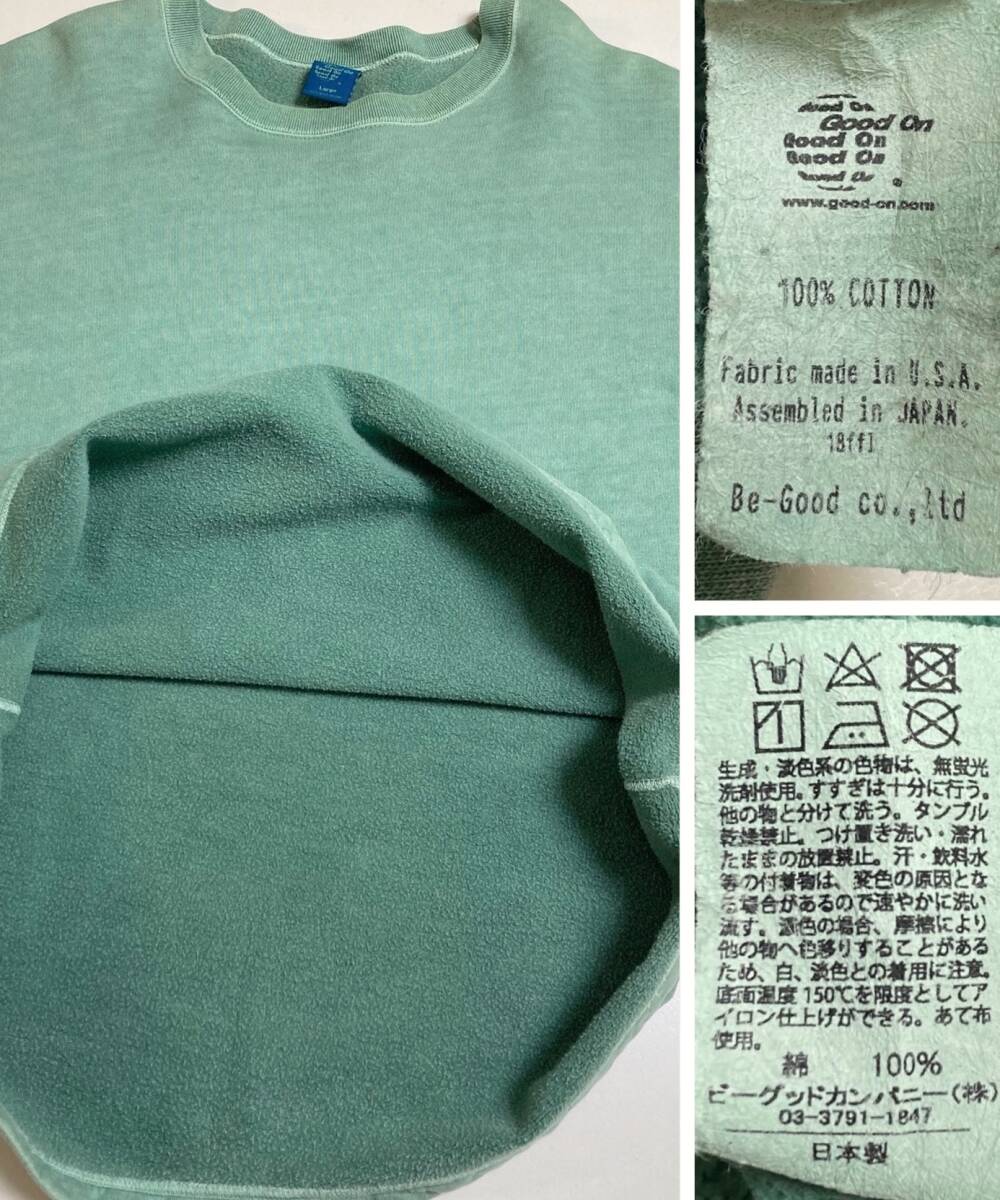 Good On
Good On
Good On
Large
Good On
Good On
Good On
Good On
Good On
www.good-on.com
100% COTTON
Fabric made in U.S.A.
Assembled in JAPAN.
18ffl
Be-Good co.,ltd
生成・淡色系の色物は、無蛍光
洗剤使用。すすぎは十分に行う。
他の物と分けて洗う。タンブル
乾燥禁止。つけ置き洗い・濡れ
たままの放置禁止。汗・飲料水
等の付着物は、変色の原因とな
る場合があるので速やかに洗い
流す。濃色の場合、摩擦により
他の物へ色移りすることがある
ため、白、淡色との着用に注意。
底面温度150℃を限度としてア
イロン仕上げができる。あて布
使用。
綿 100%
ビーグッドカンパニー(株)
03-3791-1847
日本製